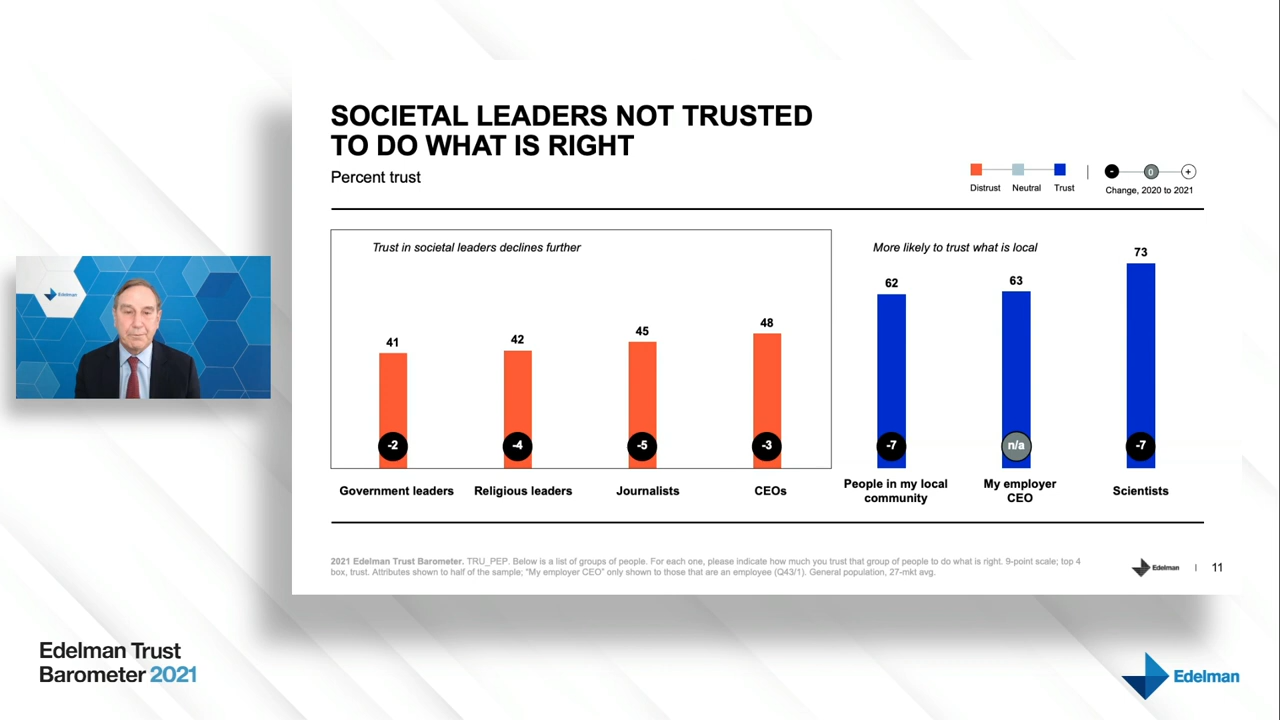 SOCIETAL LEADERS NOT TRUSTED
TO DO WHAT IS RIGHT
Percent trust
Distrust Neutral Trust
- 0 +
Change, 2020 to 2021
Trust in societal leaders declines further
More likely to trust what is local
41 42 45 48 62 63 73
-2 -4 -5 -3 -7 n/a -7
Government leaders
Religious leaders
Journalists
CEOs
People in my local
community
My employer
CEO
Scientists
2021 Edelman Trust Barometer. TRU_PEP. Below is a list of groups of people. For each one, please indicate how much you trust that group of people to do what is right. 9-point scale; top 4
box, trust. Attributes shown to half of the sample; "My employer CEO" only shown to those that are an employee (Q43/1). General population, 27-mkt avg.
Edelman | 11
Edelman
Edelman Trust
Barometer 2021
Edelman